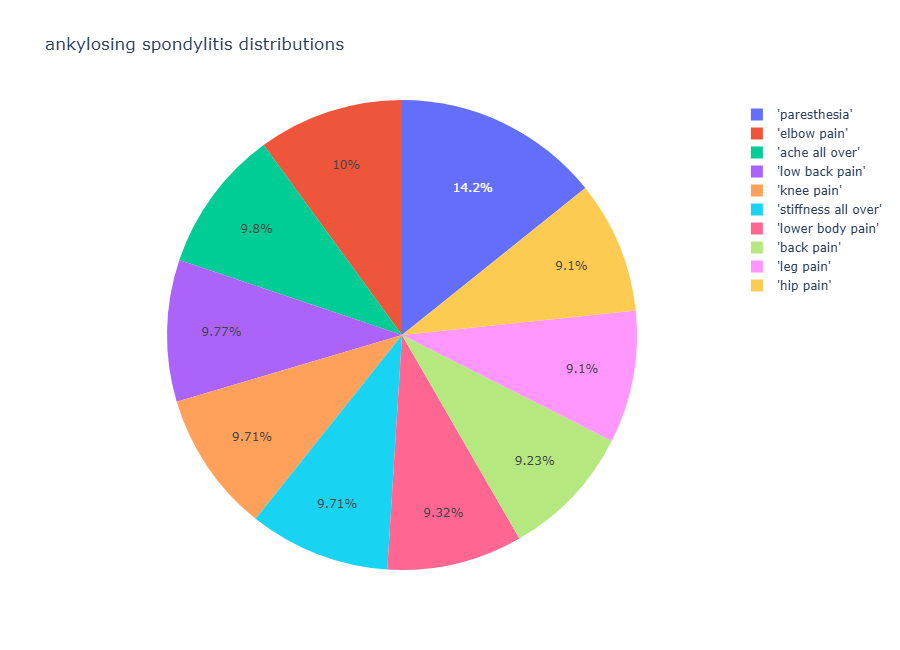 ankylosing spondylitis distributions
10%
14.2%
9.8%
9.1%
9.77%
9.1%
9.71%
9.23%
9.71%
9.32%
'paresthesia'
'elbow pain'
'ache all over'
'low back pain'
'knee pain'
'stiffness all over'
'lower body pain'
'back pain'
'leg pain'
'hip pain'